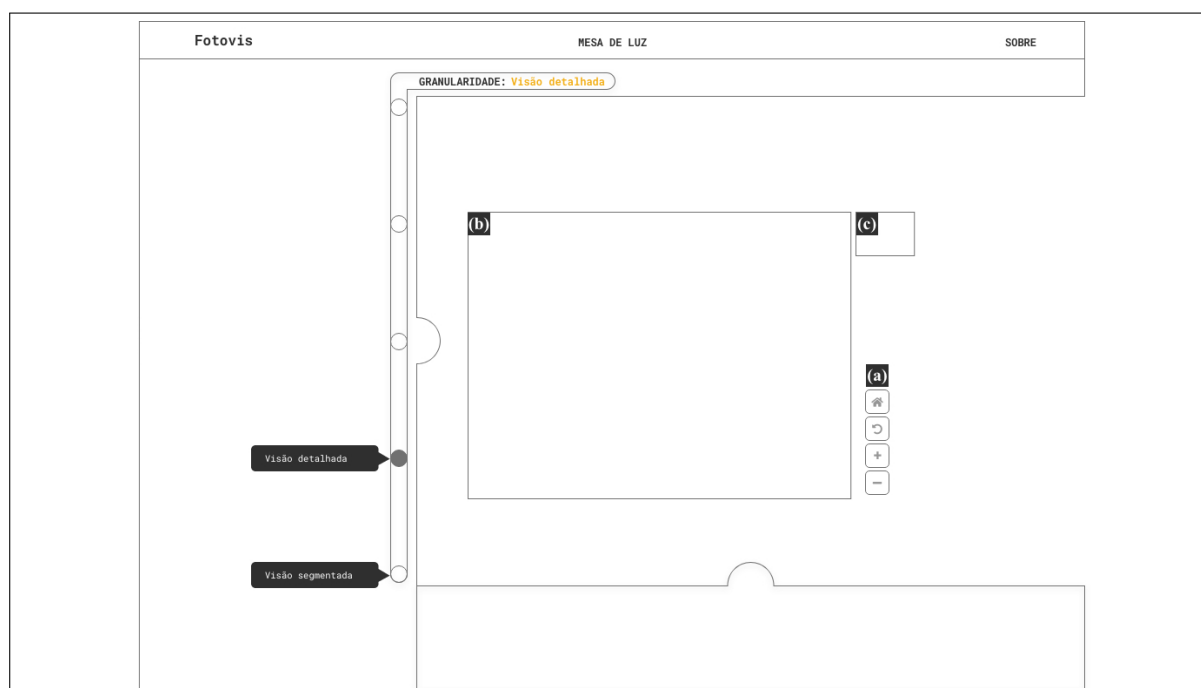 Fotovis
MESA DE LUZ
SOBRE
GRANULARIDADE: Visão detalhada
(b)
(c)
(a)
Visão detalhada
Visão segmentada